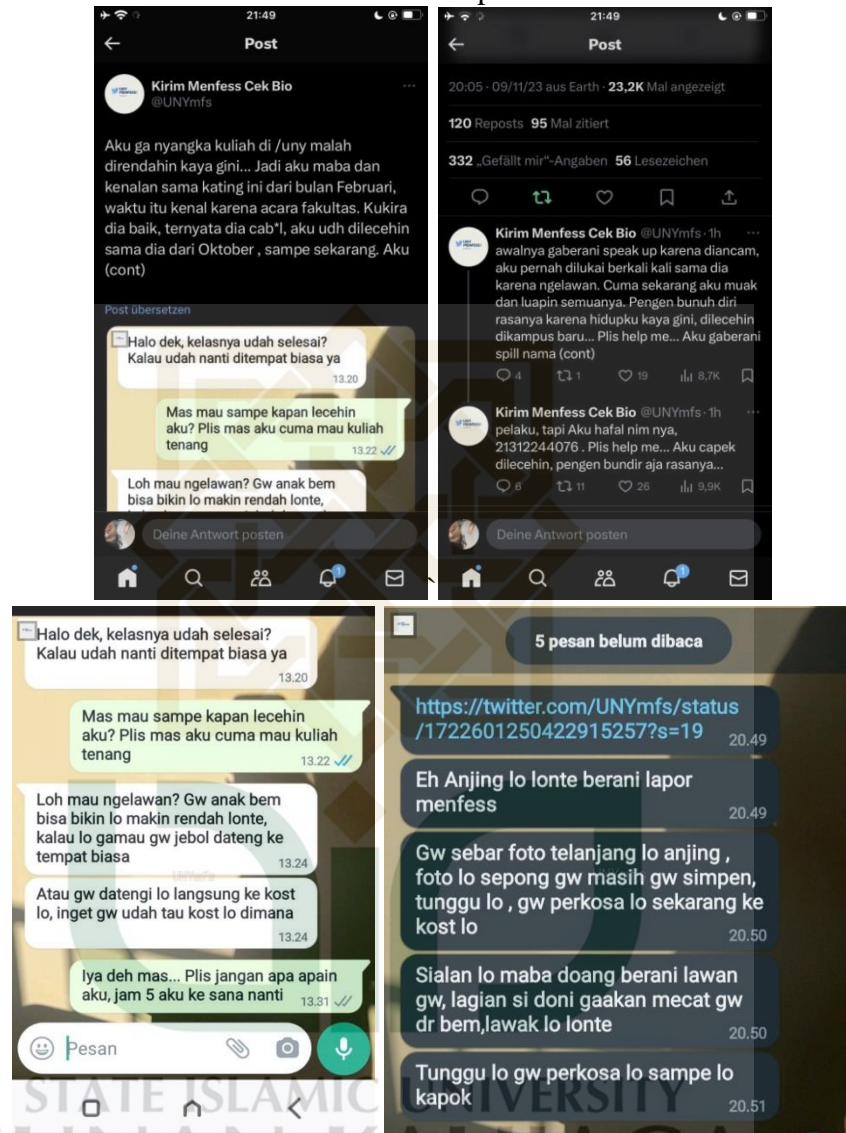 21:49
Post
Kirim Menfess Cek Bio
@UNYmfs
Aku ga nyangka kuliah di /uny malah
direndahin kaya gini... Jadi aku maba dan
kenalan sama kating ini dari bulan Februari,
waktu itu kenal karena acara fakultas. Kukira
dia baik, ternyata dia cab*l, aku udh dilecehin
sama dia dari Oktober , sampe sekarang. Aku
(cont)
Post übersetzen
Halo dek, kelasnya udah selesai?
Kalau udah nanti ditempat biasa ya
13.20
Mas mau sampe kapan lecehin
aku? Plis mas aku cuma mau kuliah
tenang
13.22
Loh mau ngelawan? Gw anak bem
bisa bikin lo makin rendah lonte,
Deine Antwort posten
1
21:49
Post
20:05 · 09/11/23 aus Earth · 23,2K Mal angezeigt
120 Reposts 95 Mal zitiert
332 „Gefällt mir“-Angaben 56 Lesezeichen
Kirim Menfess Cek Bio @UNYmfs · 1h
awalnya gaberani speak up karena diancam,
aku pernah dilukai berkali kali sama dia
karena ngelawan. Cuma sekarang aku muak
dan luapin semuanya. Pengen bunuh diri
rasanya karena hidupku kaya gini, dilecehin
dikampus baru... Plis help me... Aku gaberani
spill nama (cont)
4 1 19 8,7K
Kirim Menfess Cek Bio @UNYmfs · 1h
pelaku, tapi Aku hafal nim nya,
21312244076 . Plis help me... Aku capek
dilecehin, pengen bundir aja rasanya...
6 11 26 9,9K
Deine Antwort posten
1
Halo dek, kelasnya udah selesai?
Kalau udah nanti ditempat biasa ya
13.20
Mas mau sampe kapan lecehin
aku? Plis mas aku cuma mau kuliah
tenang
13.22
Loh mau ngelawan? Gw anak bem
bisa bikin lo makin rendah lonte,
kalau lo gamau gw jebol dateng ke
tempat biasa
13.24
Atau gw datengi lo langsung ke kost
lo, inget gw udah tau kost lo dimana
13.24
Iya deh mas... Plis jangan apa apain
aku, jam 5 aku ke sana nanti
13.31
Pesan
5 pesan belum dibaca
https://twitter.com/UNYmfs/status
/1722601250422915257?s=19
20.49
Eh Anjing lo lonte berani lapor
menfess
20.49
Gw sebar foto telanjang lo anjing ,
foto lo sepong gw masih gw simpen,
tunggu lo , gw perkosa lo sekarang ke
kost lo
20.50
Sialan lo maba doang berani lawan
gw, lagian si doni gaakan mecat gw
dr bem,lawak lo lonte
20.50
Tunggu lo gw perkosa lo sampe lo
kapok
20.51
STATE ISLAMIC UNIVERSITY